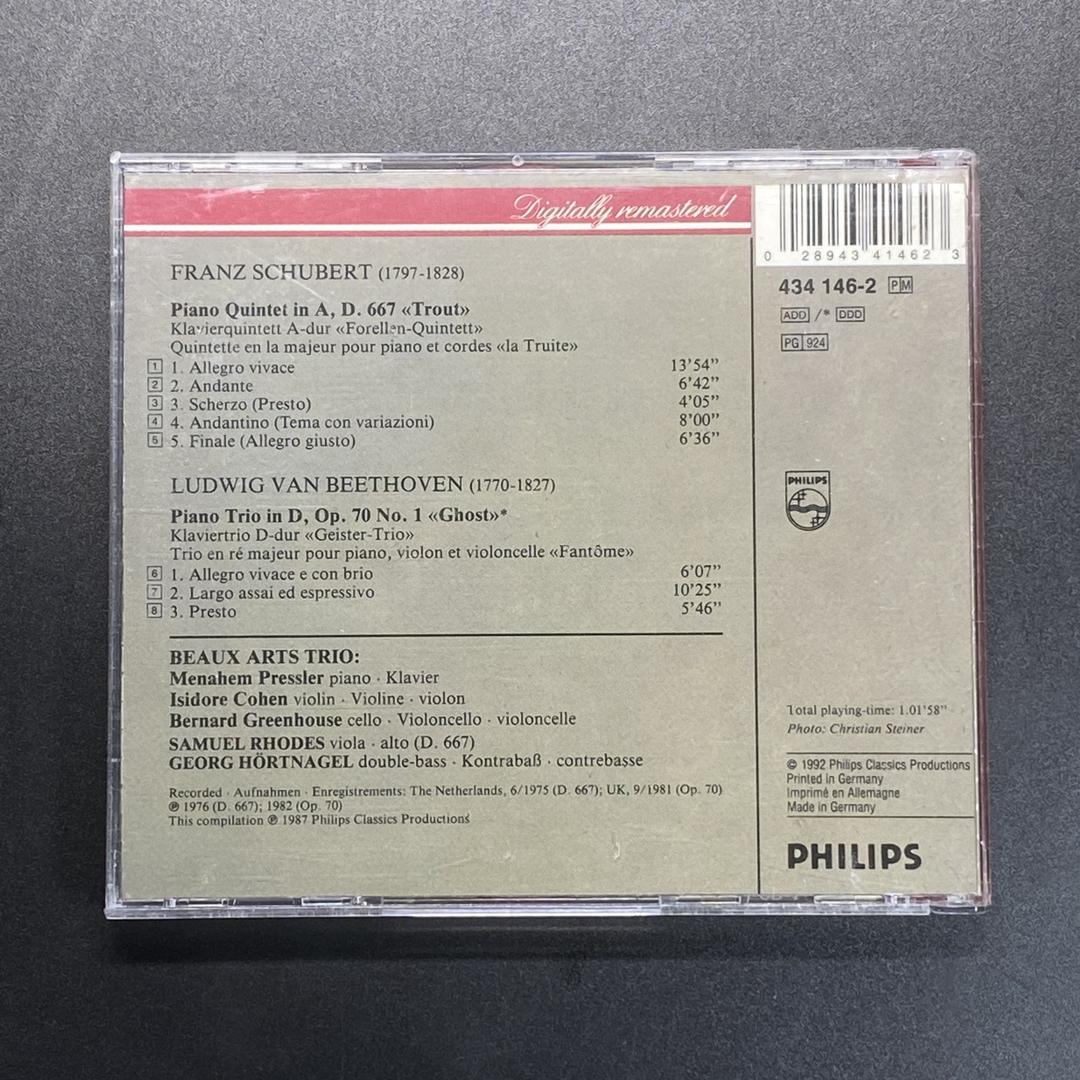 Digitally remastered
0 28943 41462 3
434 146-2 PM
ADD /* DDD
PG 924
FRANZ SCHUBERT (1797-1828)
Piano Quintet in A, D. 667 «Trout»
Klavierquintett A-dur «Forellen-Quintett»
Quintette en la majeur pour piano et cordes «la Truite»
1 1. Allegro vivace 13’54”
2 2. Andante 6’42”
3 3. Scherzo (Presto) 4’05”
4 4. Andantino (Tema con variazioni) 8’00”
5 5. Finale (Allegro giusto) 6’36”
LUDWIG VAN BEETHOVEN (1770-1827)
Piano Trio in D, Op. 70 No. 1 «Ghost»*
Klaviertrio D-dur «Geister-Trio»
Trio en ré majeur pour piano, violon et violoncelle «Fantôme»
6 1. Allegro vivace e con brio 6’07”
7 2. Largo assai ed espressivo 10’25”
8 3. Presto 5’46”
BEAUX ARTS TRIO:
Menahem Pressler piano · Klavier
Isidore Cohen violin · Violine · violon
Bernard Greenhouse cello · Violoncello · violoncelle
SAMUEL RHODES viola · alto (D. 667)
GEORG HÖRTNAGEL double-bass · Kontrabaß · contrebasse
Recorded · Aufnahmen · Enregistrements: The Netherlands, 6/1975 (D. 667); UK, 9/1981 (Op. 70)
℗ 1976 (D. 667); 1982 (Op. 70)
This compilation ℗ 1987 Philips Classics Productions
PHILIPS
Total playing-time: 1.01’58”
Photo: Christian Steiner
© 1992 Philips Classics Productions
Printed in Germany
Imprimé en Allemagne
Made in Germany
PHILIPS